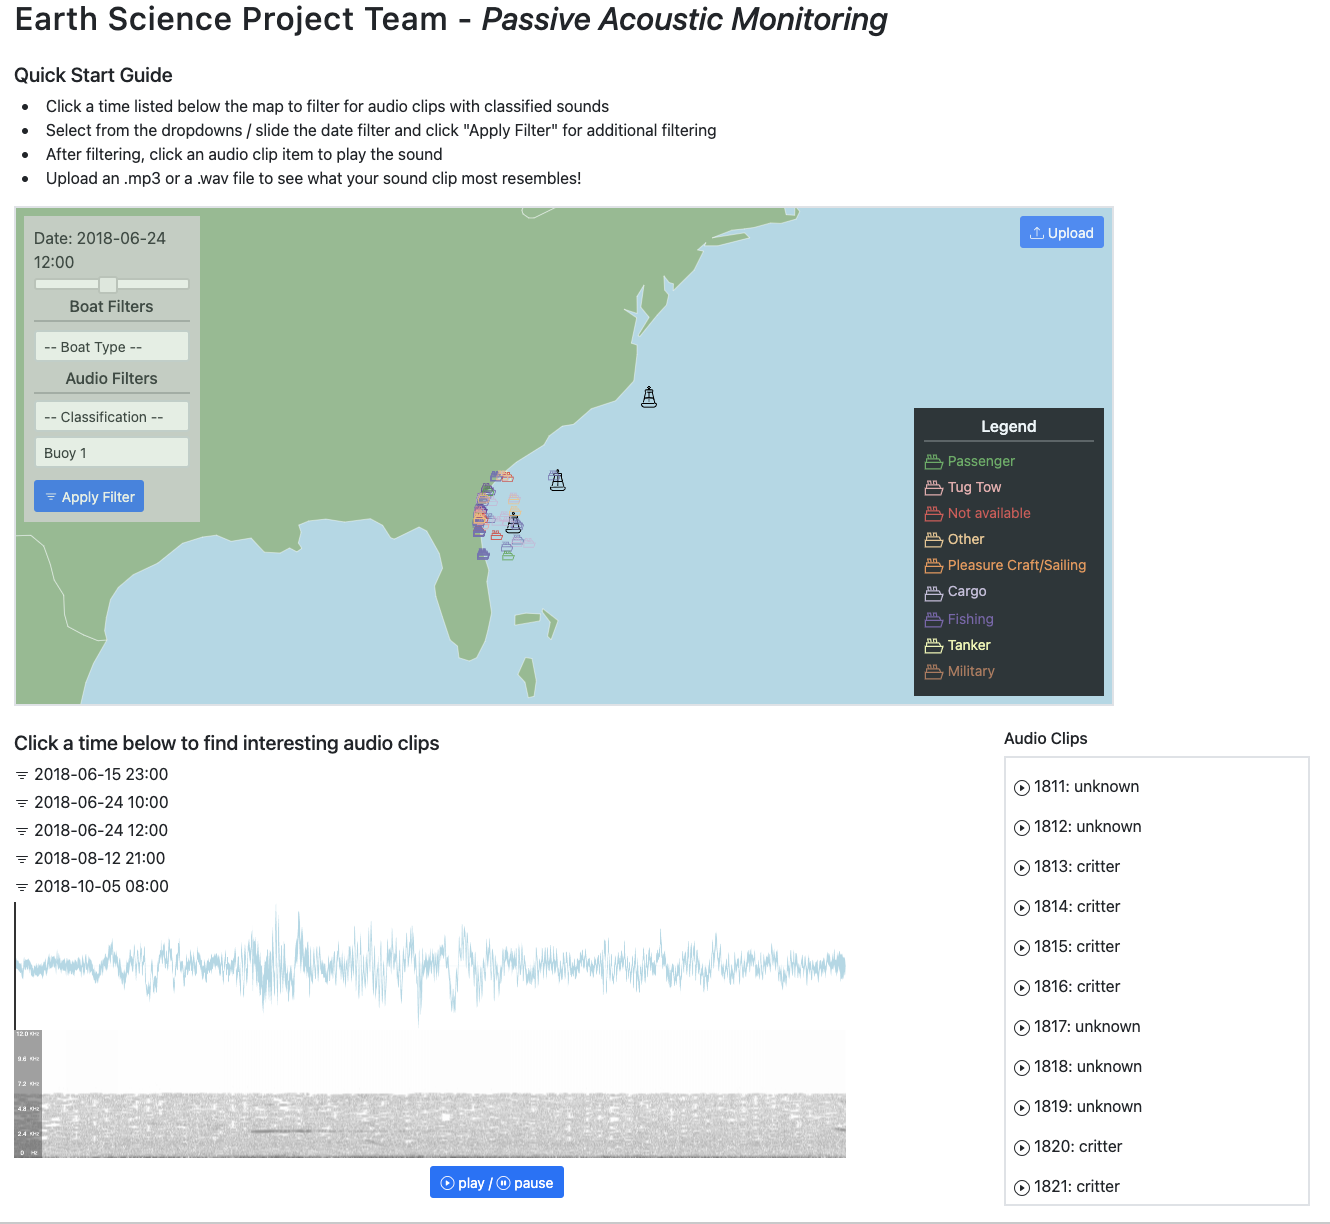 Earth Science Project Team - Passive Acoustic Monitoring
Quick Start Guide
• Click a time listed below the map to filter for audio clips with classified sounds
• Select from the dropdowns / slide the date filter and click "Apply Filter" for additional filtering
• After filtering, click an audio clip item to play the sound
• Upload an .mp3 or a .wav file to see what your sound clip most resembles!
Date: 2018-06-24
12:00
Boat Filters
-- Boat Type --
Audio Filters
-- Classification --
Buoy 1
Apply Filter
Upload
Legend
Passenger
Tug Tow
Not available
Other
Pleasure Craft/Sailing
Cargo
Fishing
Tanker
Military
Click a time below to find interesting audio clips
2018-06-15 23:00
2018-06-24 10:00
2018-06-24 12:00
2018-08-12 21:00
2018-10-05 08:00
12.0 KHz
9.6 KHz
7.2 KHz
4.8 KHz
2.4 KHz
0 Hz
play / pause
Audio Clips
1811: unknown
1812: unknown
1813: critter
1814: critter
1815: critter
1816: critter
1817: unknown
1818: unknown
1819: unknown
1820: critter
1821: critter